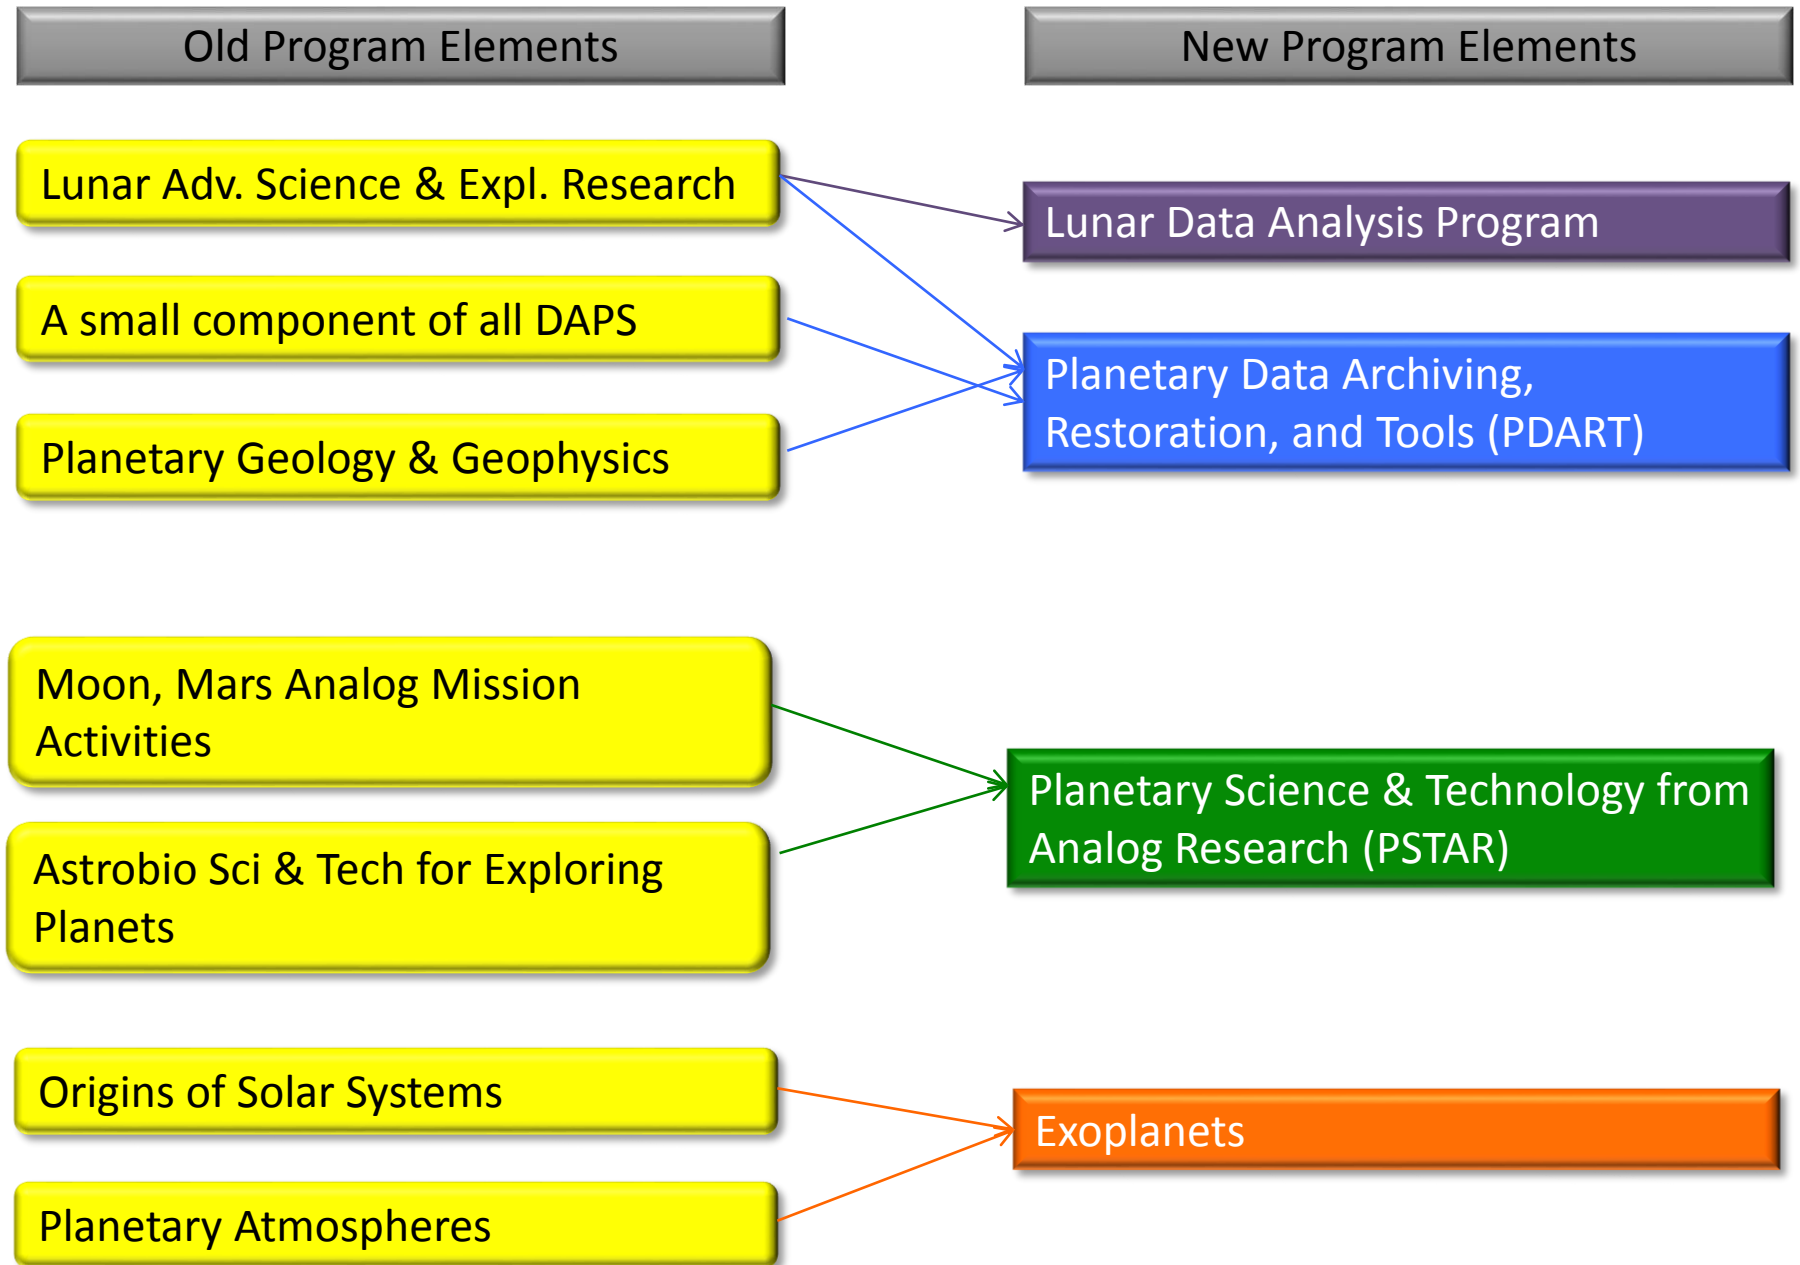 Old Program Elements
New Program Elements
Lunar Adv. Science & Expl. Research
Lunar Data Analysis Program
A small component of all DAPS
Planetary Data Archiving,
Restoration, and Tools (PDART)
Planetary Geology & Geophysics
Moon, Mars Analog Mission
Activities
Planetary Science & Technology from
Analog Research (PSTAR)
Astrobio Sci & Tech for Exploring
Planets
Origins of Solar Systems
Exoplanets
Planetary Atmospheres